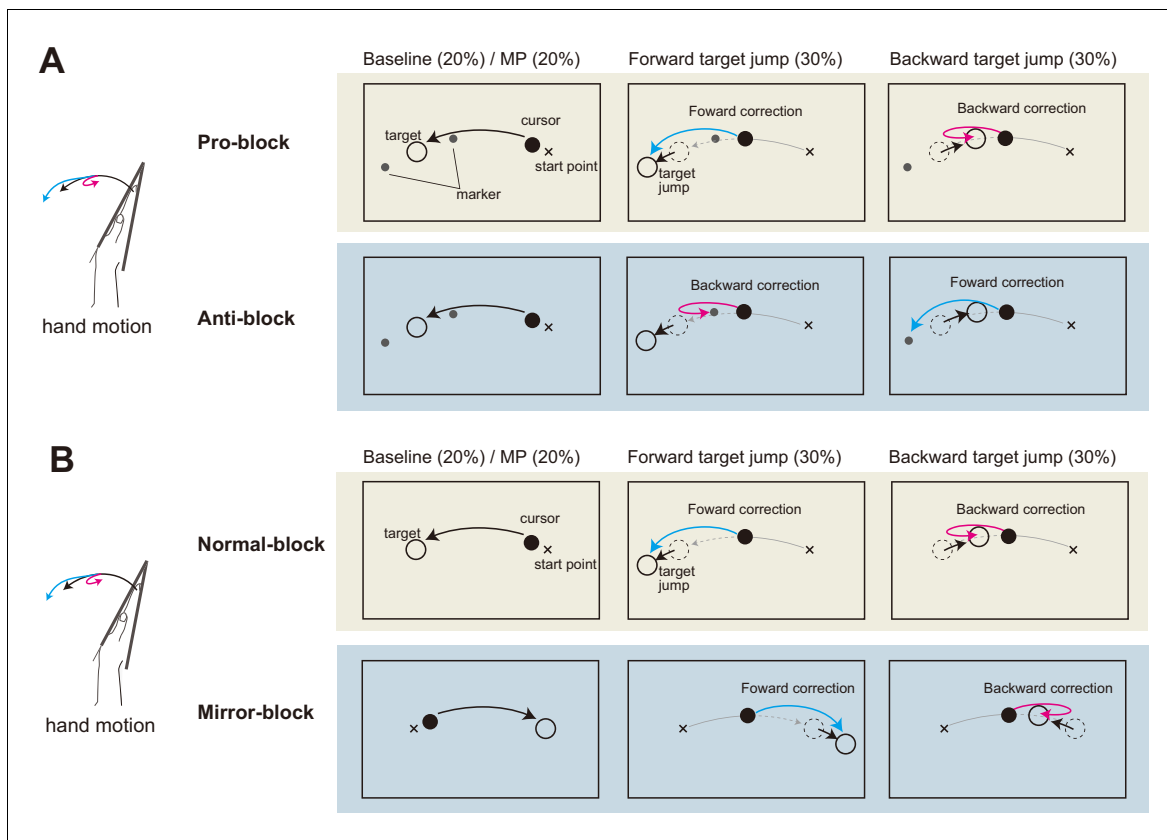 A
Baseline (20%) / MP (20%)
Forward target jump (30%)
Backward target jump (30%)
Pro-block
target
cursor
start point
marker
Foward correction
target
jump
Backward correction
hand motion
Anti-block
Backward correction
Foward correction
B
Baseline (20%) / MP (20%)
Forward target jump (30%)
Backward target jump (30%)
Normal-block
target
cursor
start point
Foward correction
target
jump
Backward correction
hand motion
Mirror-block
Foward correction
Backward correction